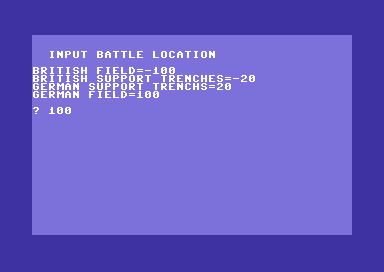 INPUT BATTLE LOCATION
BRITISH FIELD=-100
BRITISH SUPPORT TRENCHES=-20
GERMAN SUPPORT TRENCHS=20
GERMAN FIELD=100
? 100